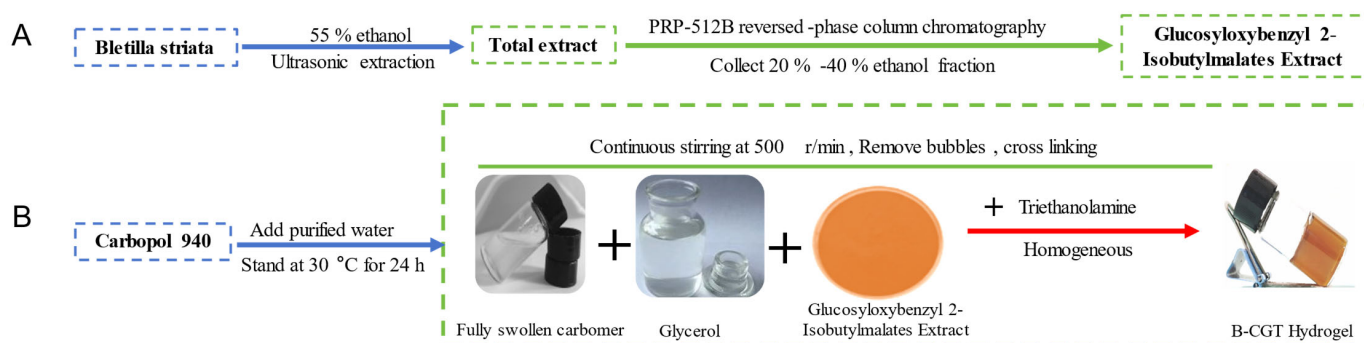 A
Bletilla striata
55 % ethanol
Ultrasonic extraction
Total extract
PRP-512B reversed -phase column chromatography
Collect 20 % -40 % ethanol fraction
Glucosyloxybenzyl 2-
Isobutylmalates Extract
B
Carbopol 940
Add purified water
Stand at 30 °C for 24 h
Continuous stirring at 500 r/min , Remove bubbles , cross linking
+
+
+ Triethanolamine
Homogeneous
Fully swollen carbomer
Glycerol
Glucosyloxybenzyl 2-
Isobutylmalates Extract
B-CGT Hydrogel